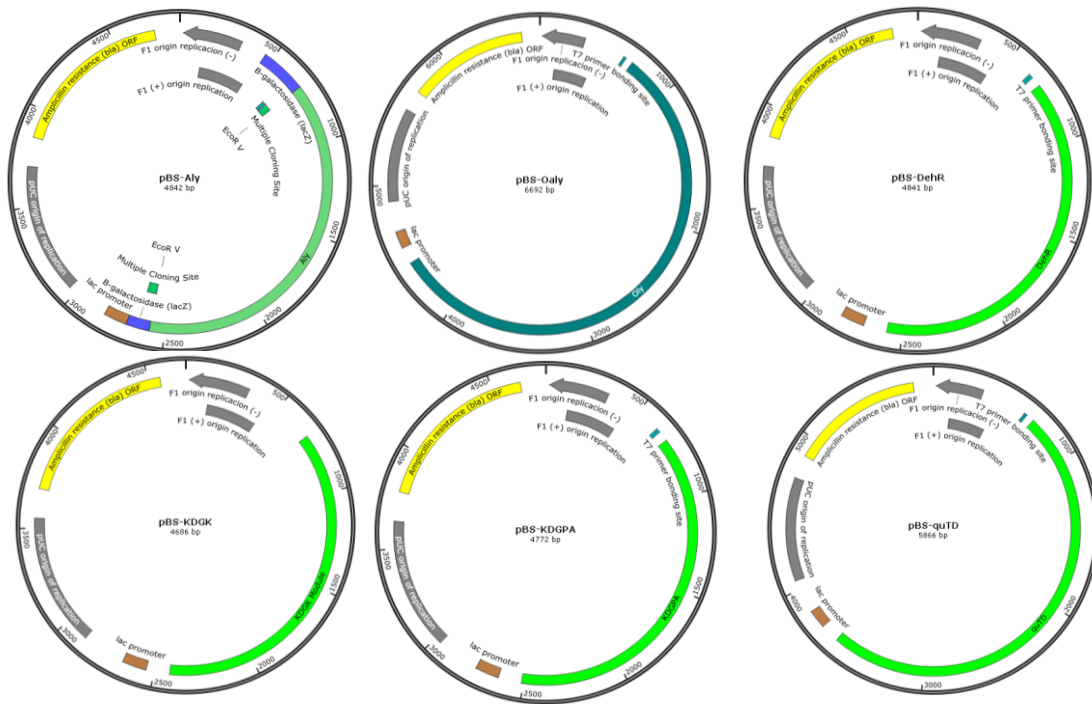 4500
Ampicillin resistance (bla) ORF
F1 origin replicacion (-)
F1 (+) origin replication
500
B-galactosidase (lacZ)
4000
1000
EcoR V
Multiple Cloning Site
pBS-Aly
4842 bp
3500
pUC origin of replication
EcoR V
Multiple Cloning Site
B-galactosidase (lacZ)
lac promoter
Aly
1500
3000
2500
2000
6000
Ampicillin resistance (bla) ORF
F1 origin replicacion (-)
F1 (+) origin replication
T7 primer bonding site
1000
pBS-Oaly
6692 bp
5000
pUC origin of replication
lac promoter
2000
Oly
4000
3000
4500
Ampicillin resistance (bla) ORF
F1 origin replicacion (-)
F1 (+) origin replication
500
T7 primer bonding site
4000
1000
pBS-DehR
4841 bp
3500
pUC origin of replication
lac promoter
DehR
1500
3000
2500
2000
4500
Ampicillin resistance (bla) ORF
F1 origin replicacion (-)
F1 (+) origin replication
500
4000
1000
pBS-KDGK
4686 bp
3500
pUC origin of replication
lac promoter
KDGK Module
1500
3000
2500
2000
4500
Ampicillin resistance (bla) ORF
F1 origin replicacion (-)
F1 (+) origin replication
500
T7 primer bonding site
4000
1000
pBS-KDGPA
4772 bp
3500
pUC origin of replication
lac promoter
KDGPA
1500
3000
2500
2000
5000
Ampicillin resistance (bla) ORF
F1 origin replicacion (-)
F1 (+) origin replication
T7 primer bonding site
1000
pBS-quTD
5866 bp
pUC origin of replication
4000
lac promoter
quTD
2000
3000